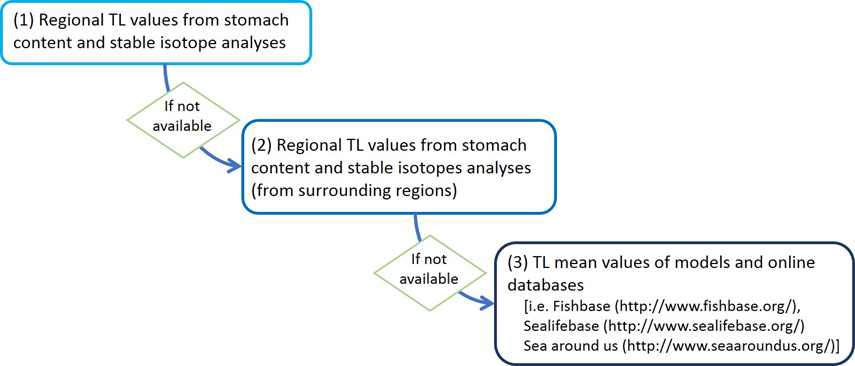 (1) Regional TL values from stomach
content and stable isotope analyses
If not
available
(2) Regional TL values from stomach
content and stable isotopes analyses
(from surrounding regions)
If not
available
(3) TL mean values of models and online
databases
[i.e. Fishbase (http://www.fishbase.org/),
Sealifebase (http://www.sealifebase.org/)
Sea around us (http://www.seaaroundus.org/)]